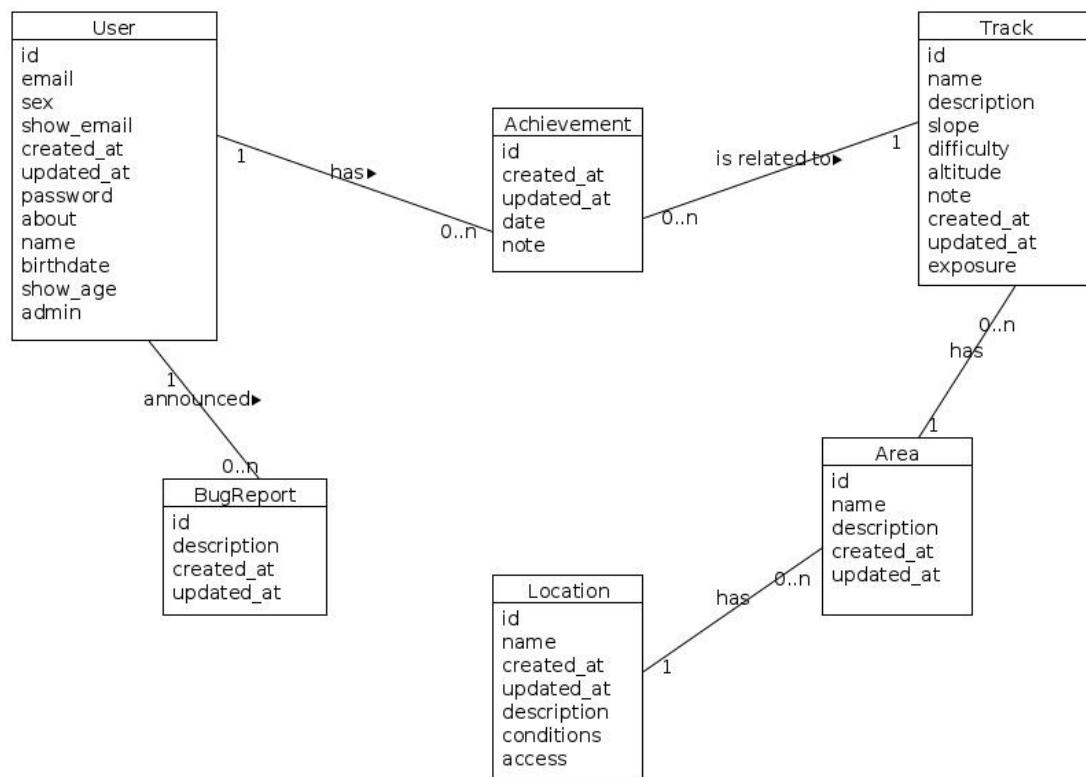 User
id
email
sex
show_email
created_at
updated_at
password
about
name
birthdate
show_age
admin
1
has▶
0..n
Achievement
id
created_at
updated_at
date
note
is related to▶
1
0..n
Track
id
name
description
slope
difficulty
altitude
note
created_at
updated_at
exposure
0..n
has
1
1
announced▶
0..n
BugReport
id
description
created_at
updated_at
Area
id
name
description
created_at
updated_at
0..n
has
1
Location
id
name
created_at
updated_at
description
conditions
access